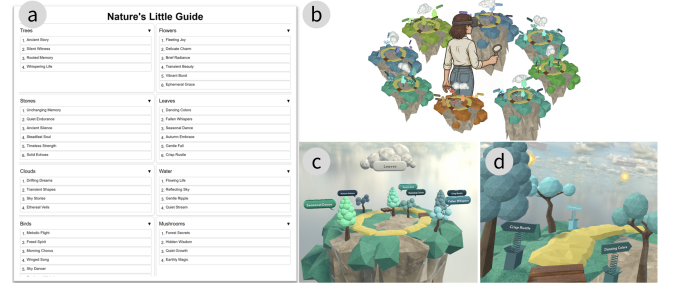 a
Nature's Little Guide
Trees ▼
1. Ancient Story
2. Silent Witness
3. Rooted Memory
4. Whispering Life
Flowers ▼
1. Fleeting Joy
2. Delicate Charm
3. Brief Radiance
4. Transient Beauty
5. Vibrant Burst
6. Ephemeral Grace
Stones ▼
1. Unchanging Memory
2. Quiet Endurance
3. Ancient Silence
4. Steadfast Soul
5. Timeless Strength
6. Solid Echoes
Leaves ▼
1. Dancing Colors
2. Fallen Whispers
3. Seasonal Dance
4. Autumn Embrace
5. Gentle Fall
6. Crisp Rustle
Clouds ▼
1. Drifting Dreams
2. Transient Shapes
3. Sky Stories
4. Ethereal Veils
Water ▼
1. Flowing Life
2. Reflecting Sky
3. Gentle Ripple
4. Quiet Stream
Birds ▼
1. Melodic Flight
2. Freed Spirit
3. Morning Chorus
4. Winged Song
5. Sky Dancer
Mushrooms ▼
1. Forest Secrets
2. Hidden Wisdom
3. Quiet Growth
4. Earthly Magic
b
c
Leaves
Seasonal Dance
Fallen Whispers
d
Crisp Rustle
Dancing Colors